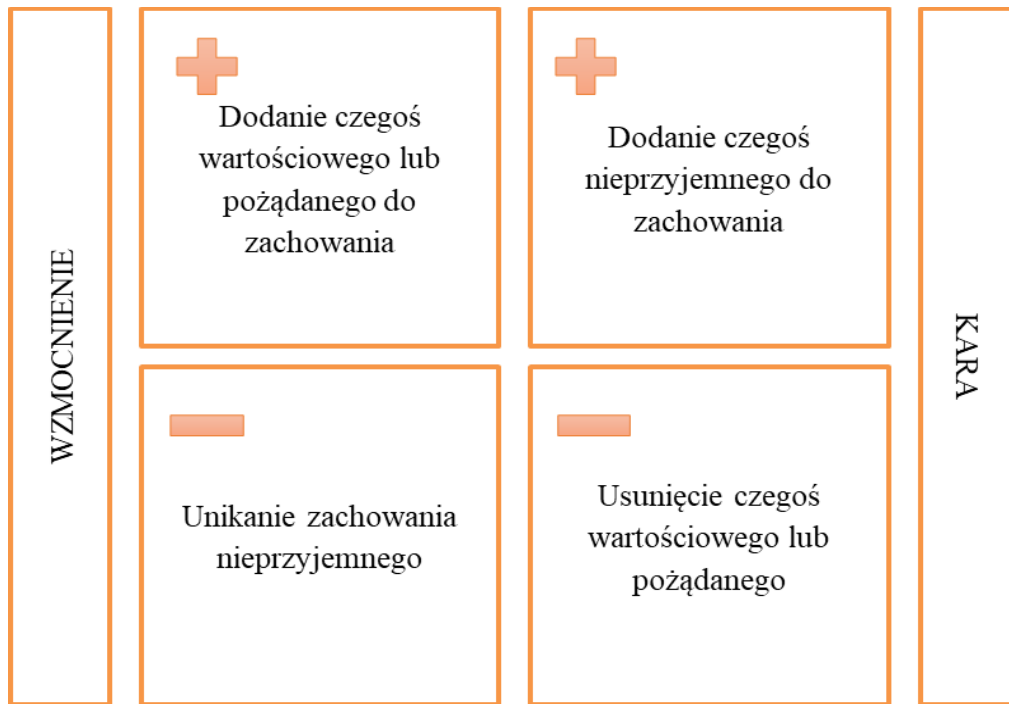 WZMOCNIENIE
Dodanie czegoś
wartościowego lub
pożądanego do
zachowania
Dodanie czegoś
nieprzyjemnego do
zachowania
Unikanie zachowania
nieprzyjemnego
Usunięcie czegoś
wartościowego lub
pożądanego
KARA